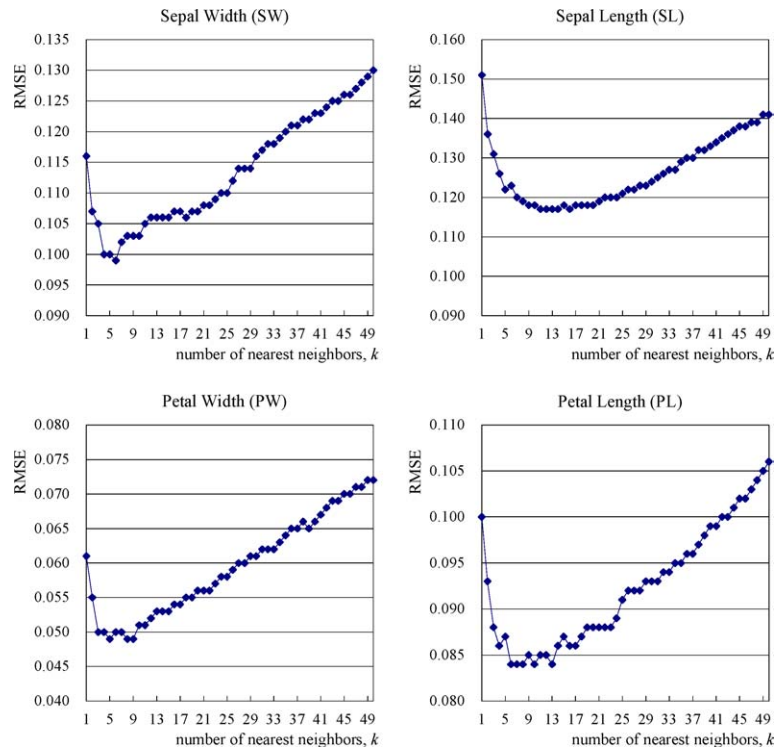 Sepal Width (SW)
RMSE
0.135
0.130
0.125
0.120
0.115
0.110
0.105
0.100
0.095
0.090
1 5 9 13 17 21 25 29 33 37 41 45 49
number of nearest neighbors, k
Sepal Length (SL)
RMSE
0.160
0.150
0.140
0.130
0.120
0.110
0.100
0.090
1 5 9 13 17 21 25 29 33 37 41 45 49
number of nearest neighbors, k
Petal Width (PW)
RMSE
0.080
0.075
0.070
0.065
0.060
0.055
0.050
0.045
0.040
1 5 9 13 17 21 25 29 33 37 41 45 49
number of nearest neighbors, k
Petal Length (PL)
RMSE
0.110
0.105
0.100
0.095
0.090
0.085
0.080
1 5 9 13 17 21 25 29 33 37 41 45 49
number of nearest neighbors, k